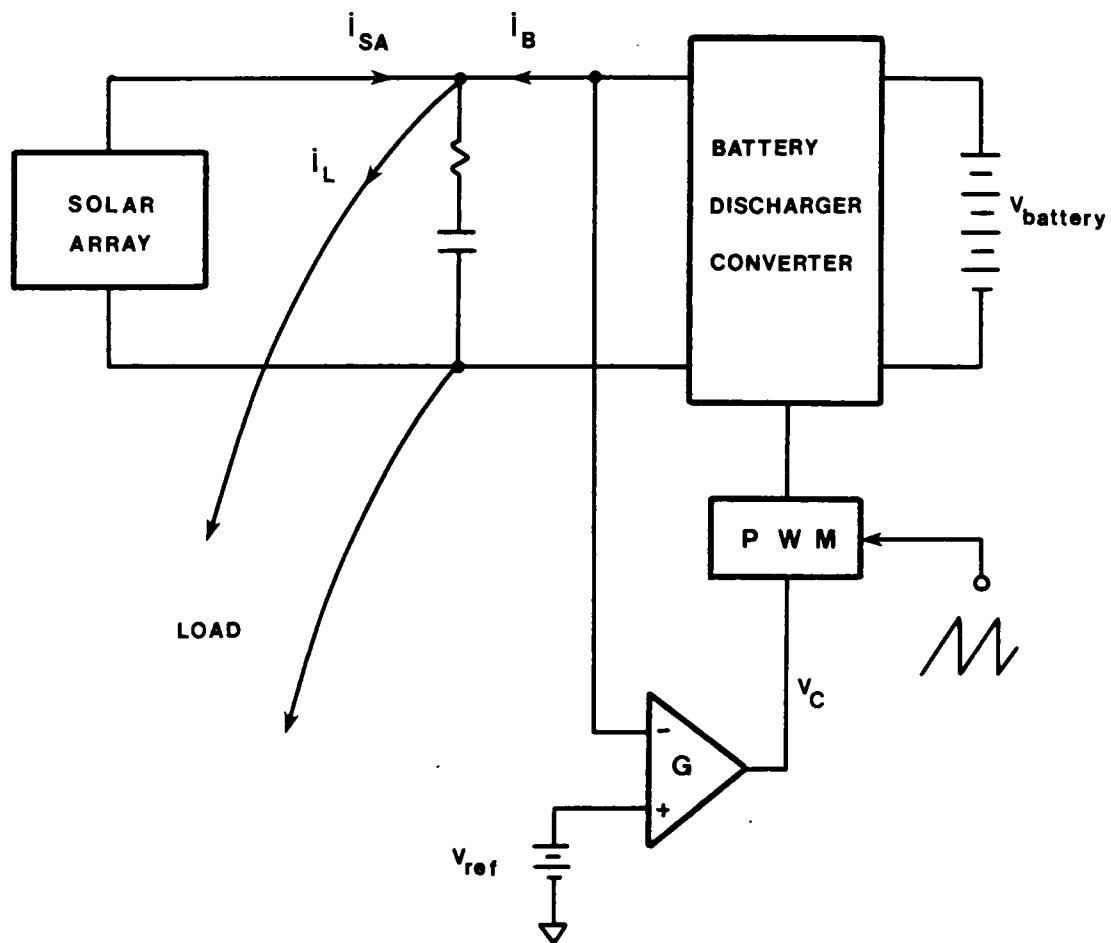 i_SA
i_B
i_L
SOLAR
ARRAY
BATTERY
DISCHARGER
CONVERTER
V_battery
P W M
LOAD
V_C
-
G
+
V_ref